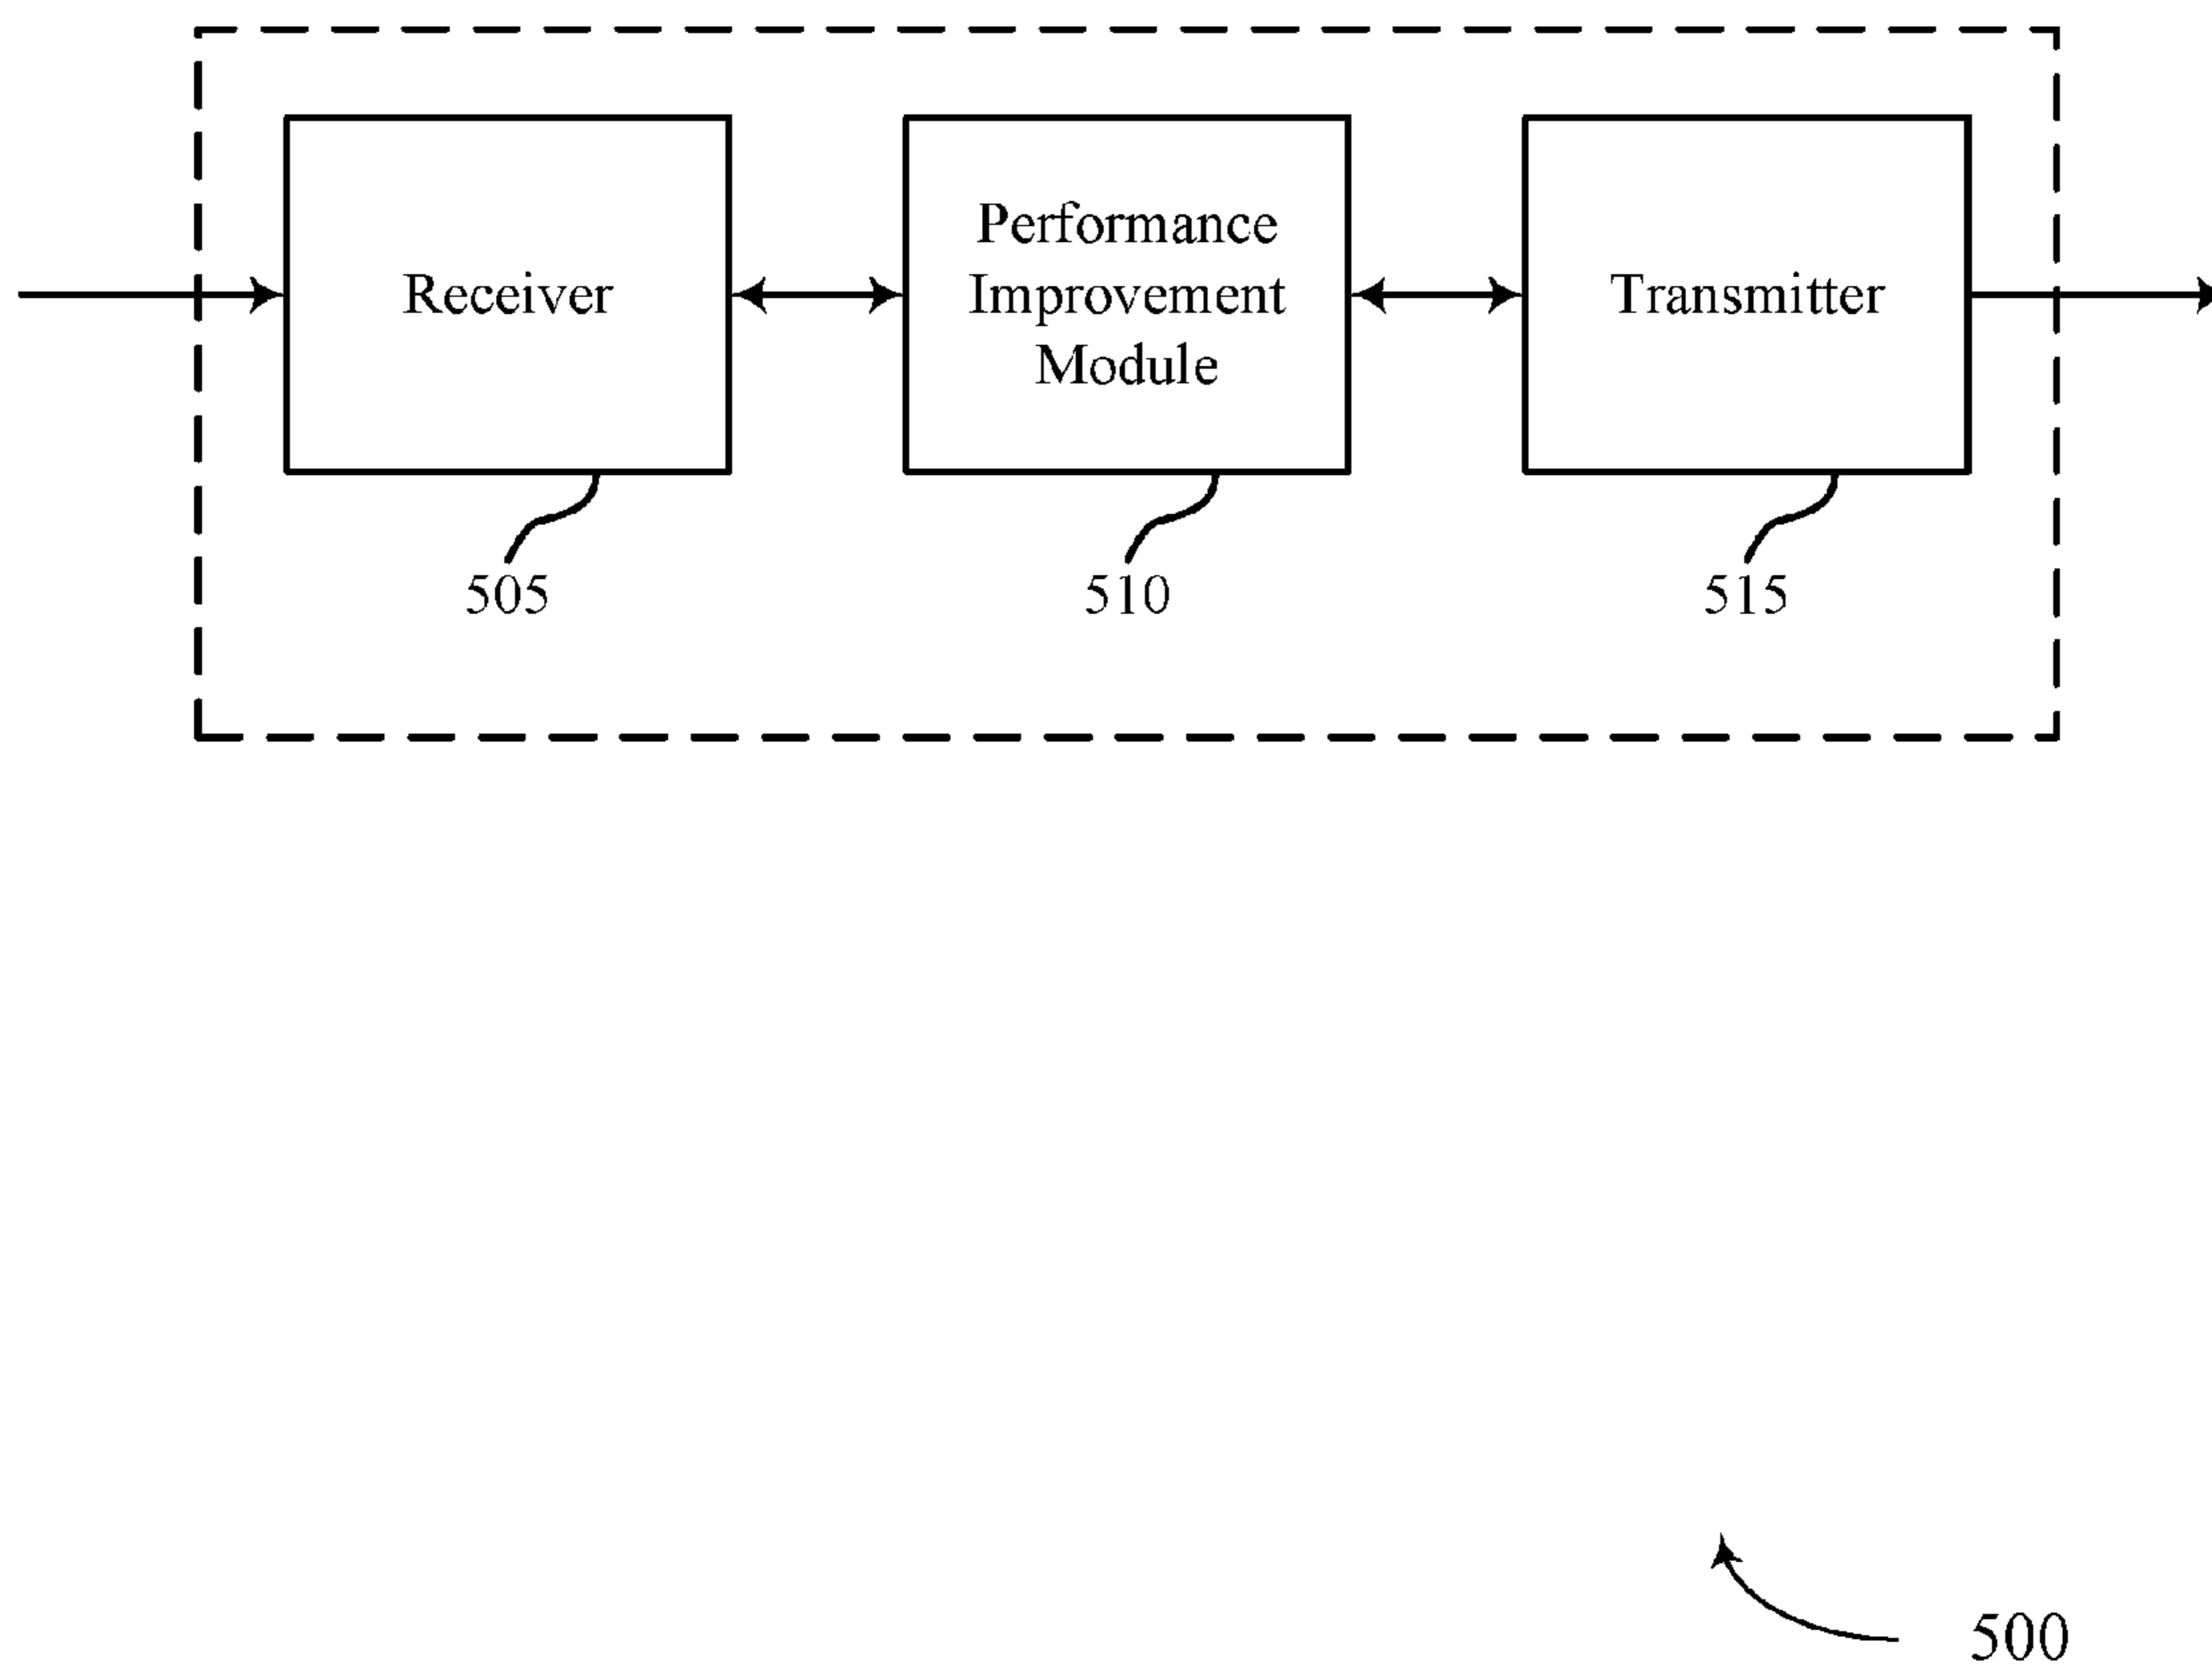 Receiver
Performance
Improvement
Module
Transmitter
505
510
515
500